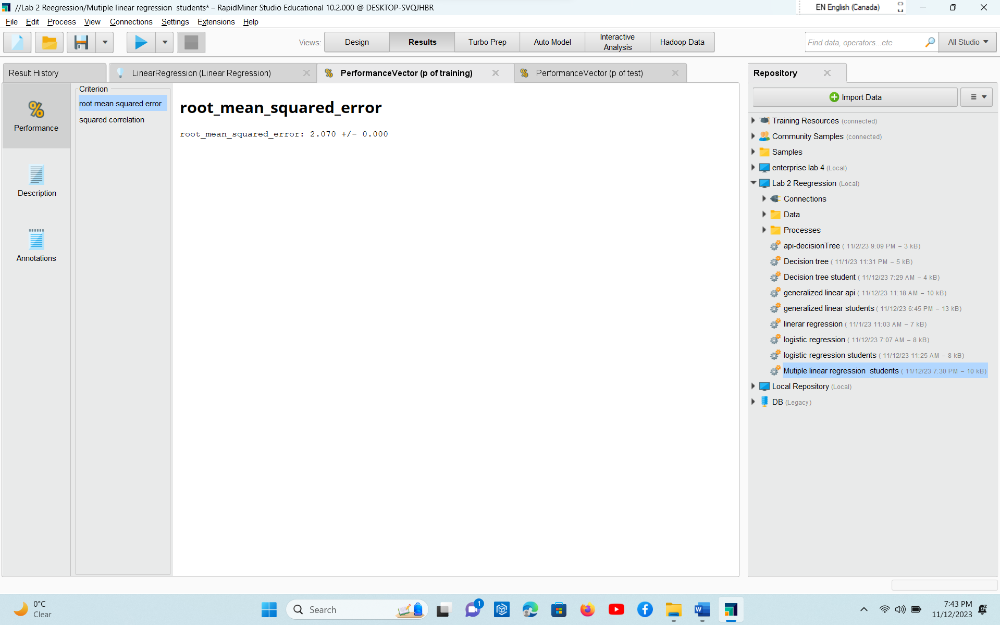 //Lab 2 Reegression/Mutiple linear regression  students* – RapidMiner Studio Educational 10.2.000 @ DESKTOP-SVQJHBR
EN English (Canada)
File Edit Process View Connections Settings Extensions Help
Views:
Design
Results
Turbo Prep
Auto Model
Interactive
Analysis
Hadoop Data
Find data, operators...etc
All Studio
Result History
LinearRegression (Linear Regression)
PerformanceVector (p of training)
PerformanceVector (p of test)
Performance
Description
Annotations
Criterion
root mean squared error
squared correlation
root_mean_squared_error
root_mean_squared_error: 2.070 +/- 0.000
Repository
Import Data
Training Resources (connected)
Community Samples (connected)
Samples
enterprise lab 4 (Local)
Lab 2 Reegression (Local)
Connections
Data
Processes
api-decisionTree ( 11/2/23 9:09 PM – 3 kB)
Decision tree ( 11/1/23 11:31 PM – 5 kB)
Decision tree student ( 11/12/23 7:29 AM – 4 kB)
generalized linear api ( 11/12/23 11:18 AM – 10 kB)
generalized linear students ( 11/12/23 6:45 PM – 13 kB)
linerar regression ( 11/1/23 11:03 AM – 7 kB)
logistic regression ( 11/12/23 7:07 AM – 8 kB)
logistic regression students ( 11/12/23 11:25 AM – 8 kB)
Mutiple linear regression  students ( 11/12/23 7:30 PM – 10 kB)
Local Repository (Local)
DB (Legacy)
0°C
Clear
Search
1
7:43 PM
11/12/2023